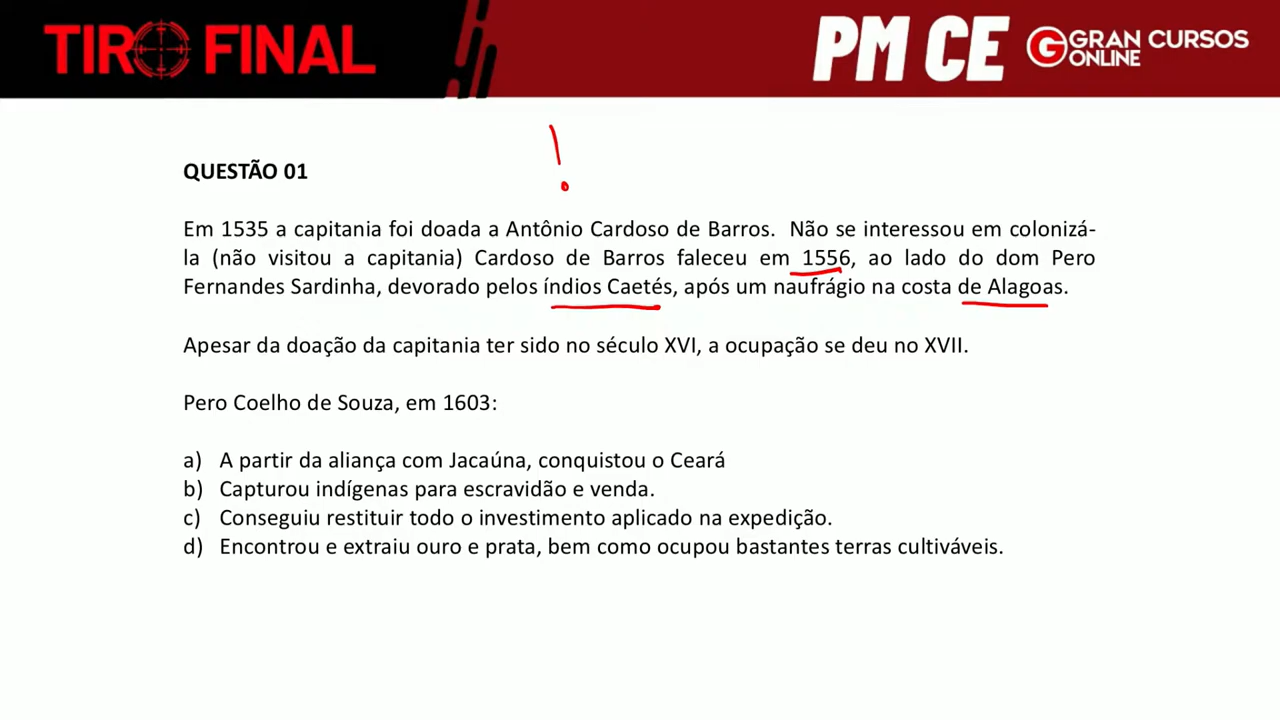 TIRO FINAL
PM CE
GRAN CURSOS
ONLINE
QUESTÃO 01
Em 1535 a capitania foi doada a Antônio Cardoso de Barros. Não se interessou em colonizá-
la (não visitou a capitania) Cardoso de Barros faleceu em 1556, ao lado do dom Pero
Fernandes Sardinha, devorado pelos índios Caetés, após um naufrágio na costa de Alagoas.
Apesar da doação da capitania ter sido no século XVI, a ocupação se deu no XVII.
Pero Coelho de Souza, em 1603:
a) A partir da aliança com Jacaúna, conquistou o Ceará
b) Capturou indígenas para escravidão e venda.
c) Conseguiu restituir todo o investimento aplicado na expedição.
d) Encontrou e extraiu ouro e prata, bem como ocupou bastantes terras cultiváveis.